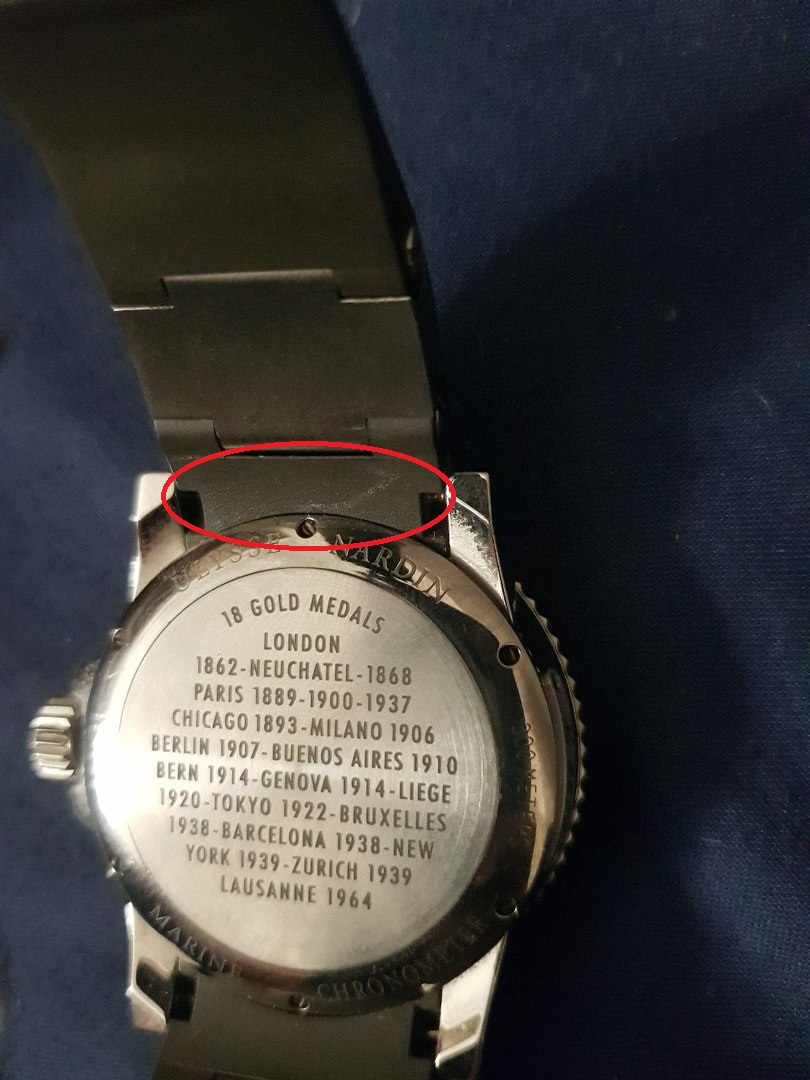 ULYSSE NARDIN
18 GOLD MEDALS
LONDON
1862-NEUCHATEL-1868
PARIS 1889-1900-1937
CHICAGO 1893-MILANO 1906
BERLIN 1907-BUENOS AIRES 1910
BERN 1914-GENOVA 1914-LIEGE
1920-TOKYO 1922-BRUXELLES
1938-BARCELONA 1938-NEW
YORK 1939-ZURICH 1939
LAUSANNE 1964
MARINE CHRONOMETER